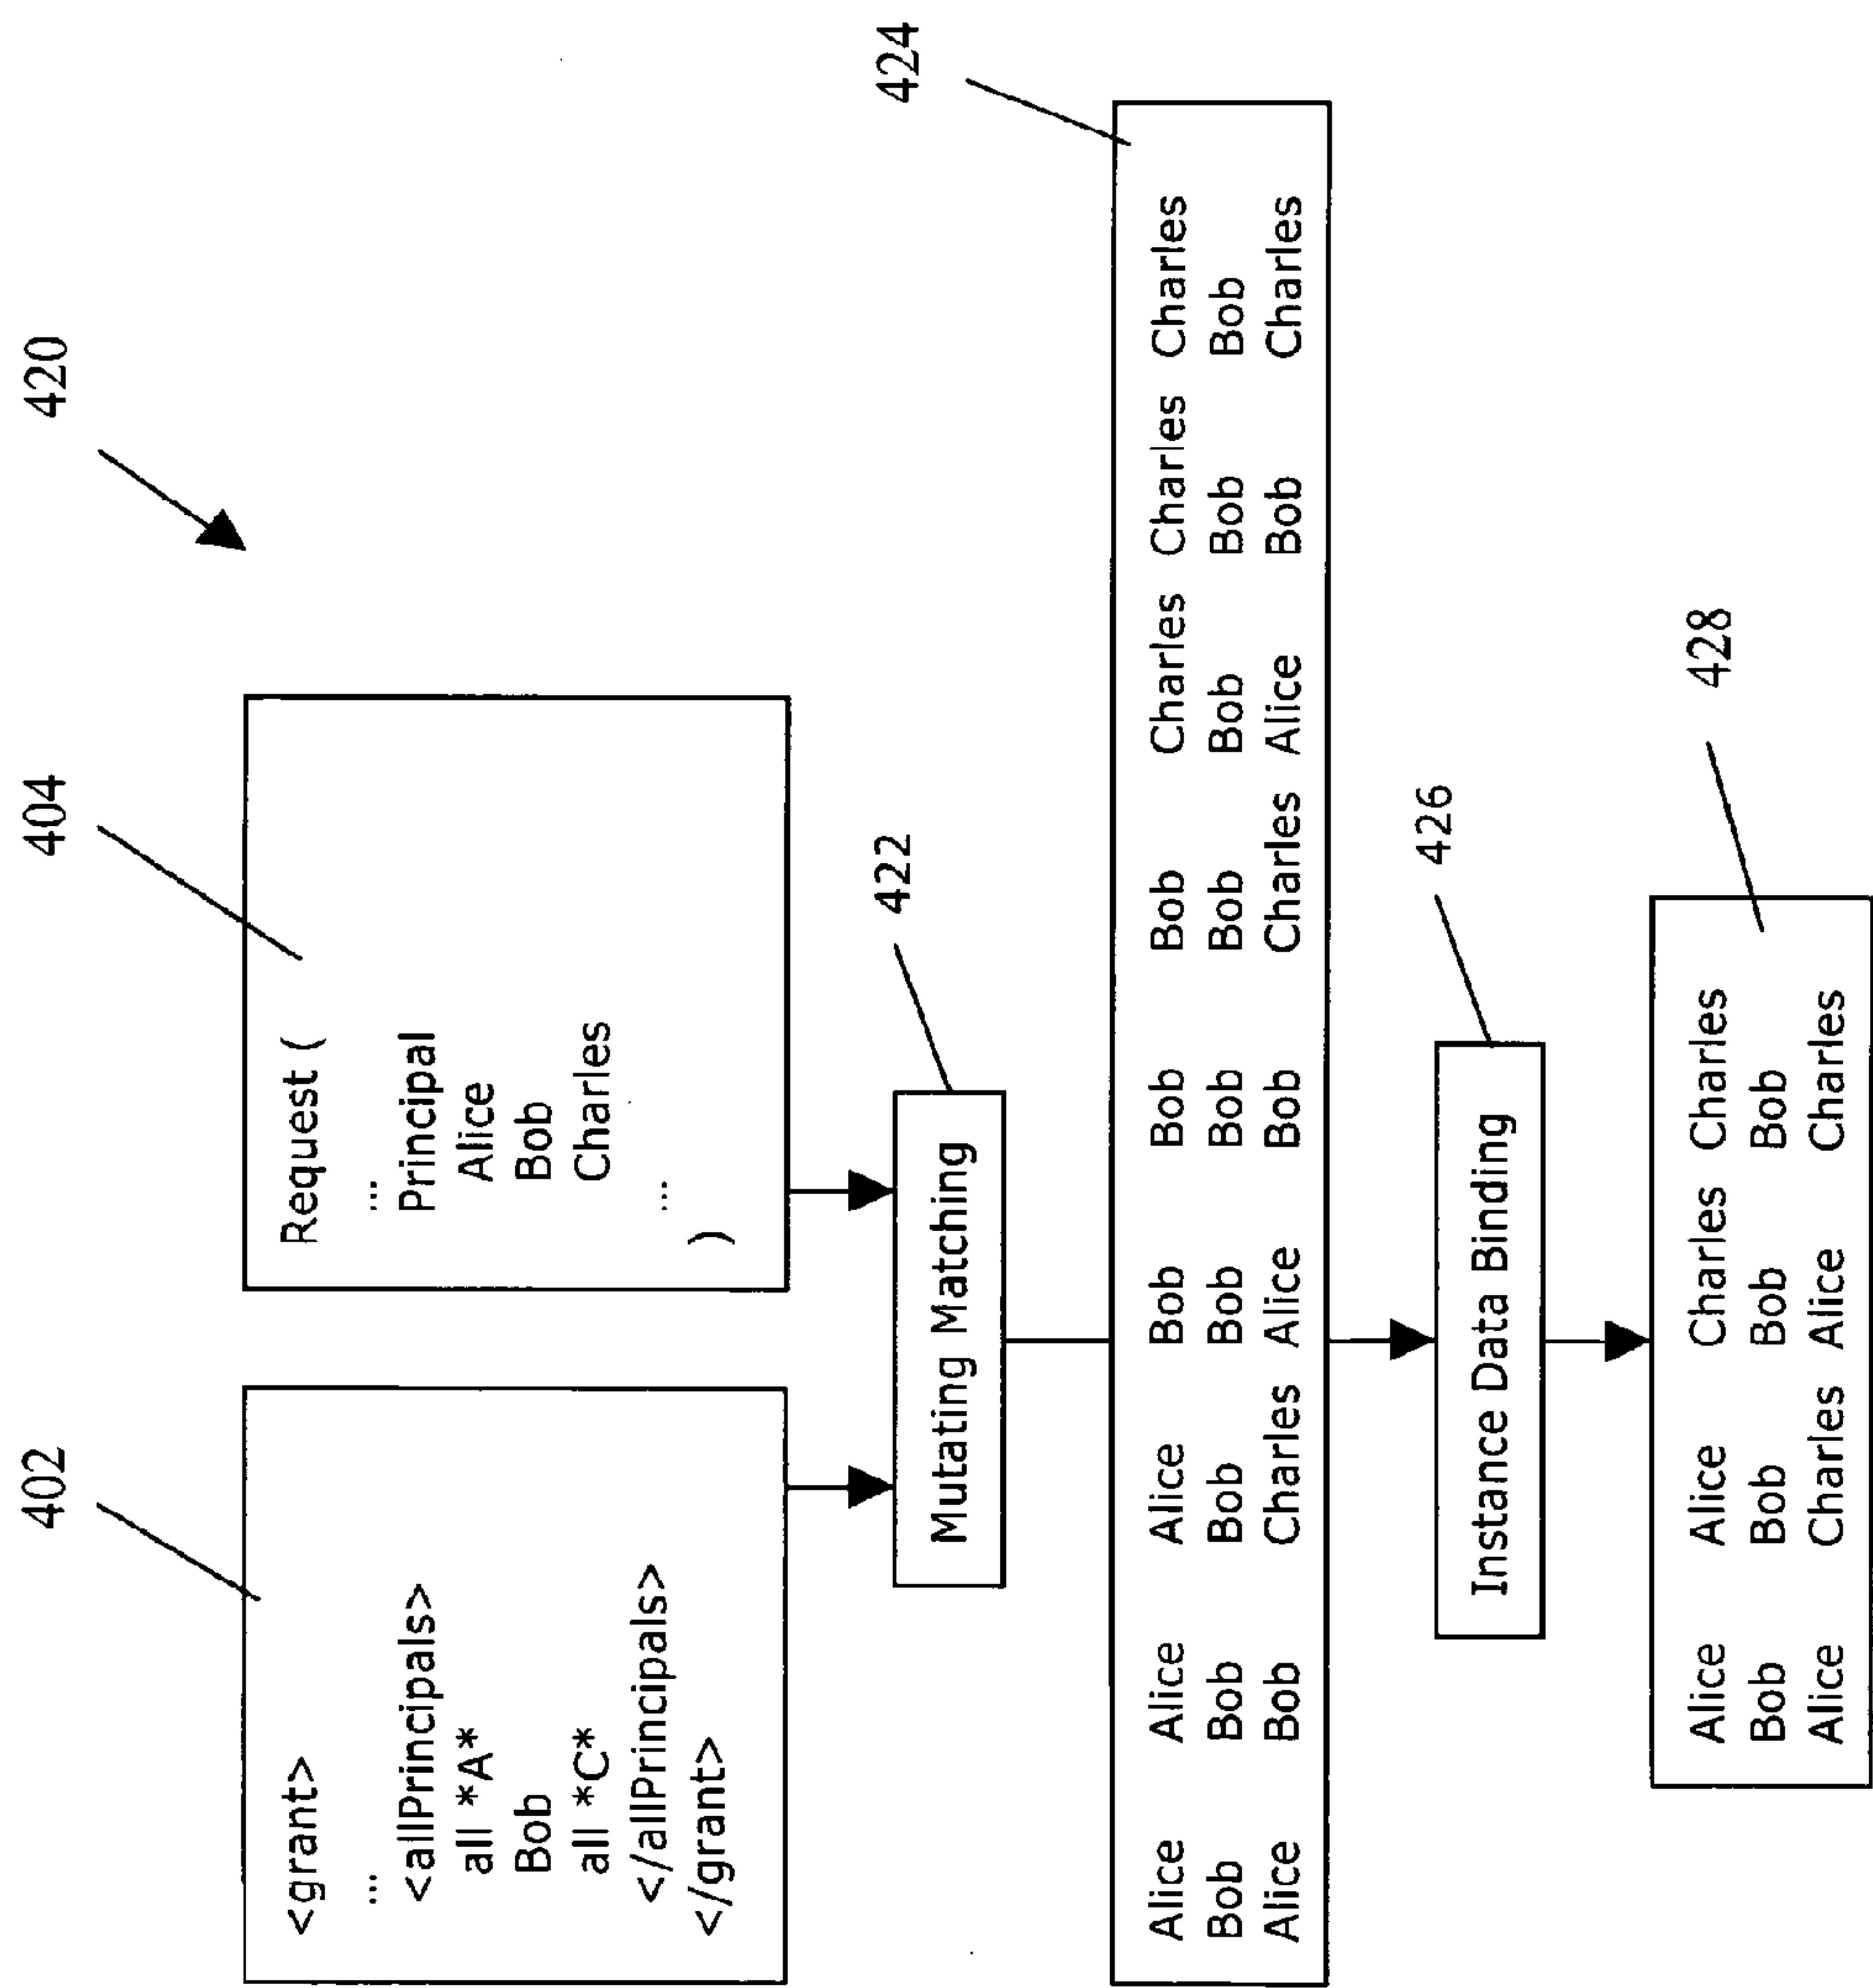 402
404
420
<grant>
...
<allPrincipals>
all *A*
Bob
all *C*
</allPrincipals>
</grant>
Request (
...
Principal
Alice
Bob
Charles
...
)
422
Mutating Matching
424
Alice Alice Alice Bob Bob Bob Charles Charles Charles
Bob Bob Bob Bob Bob Bob Bob Bob Bob
Alice Bob Charles Alice Bob Charles Alice Bob Charles
426
Instance Data Binding
428
Alice Alice Charles Charles
Bob Bob Bob Bob
Alice Charles Alice Charles